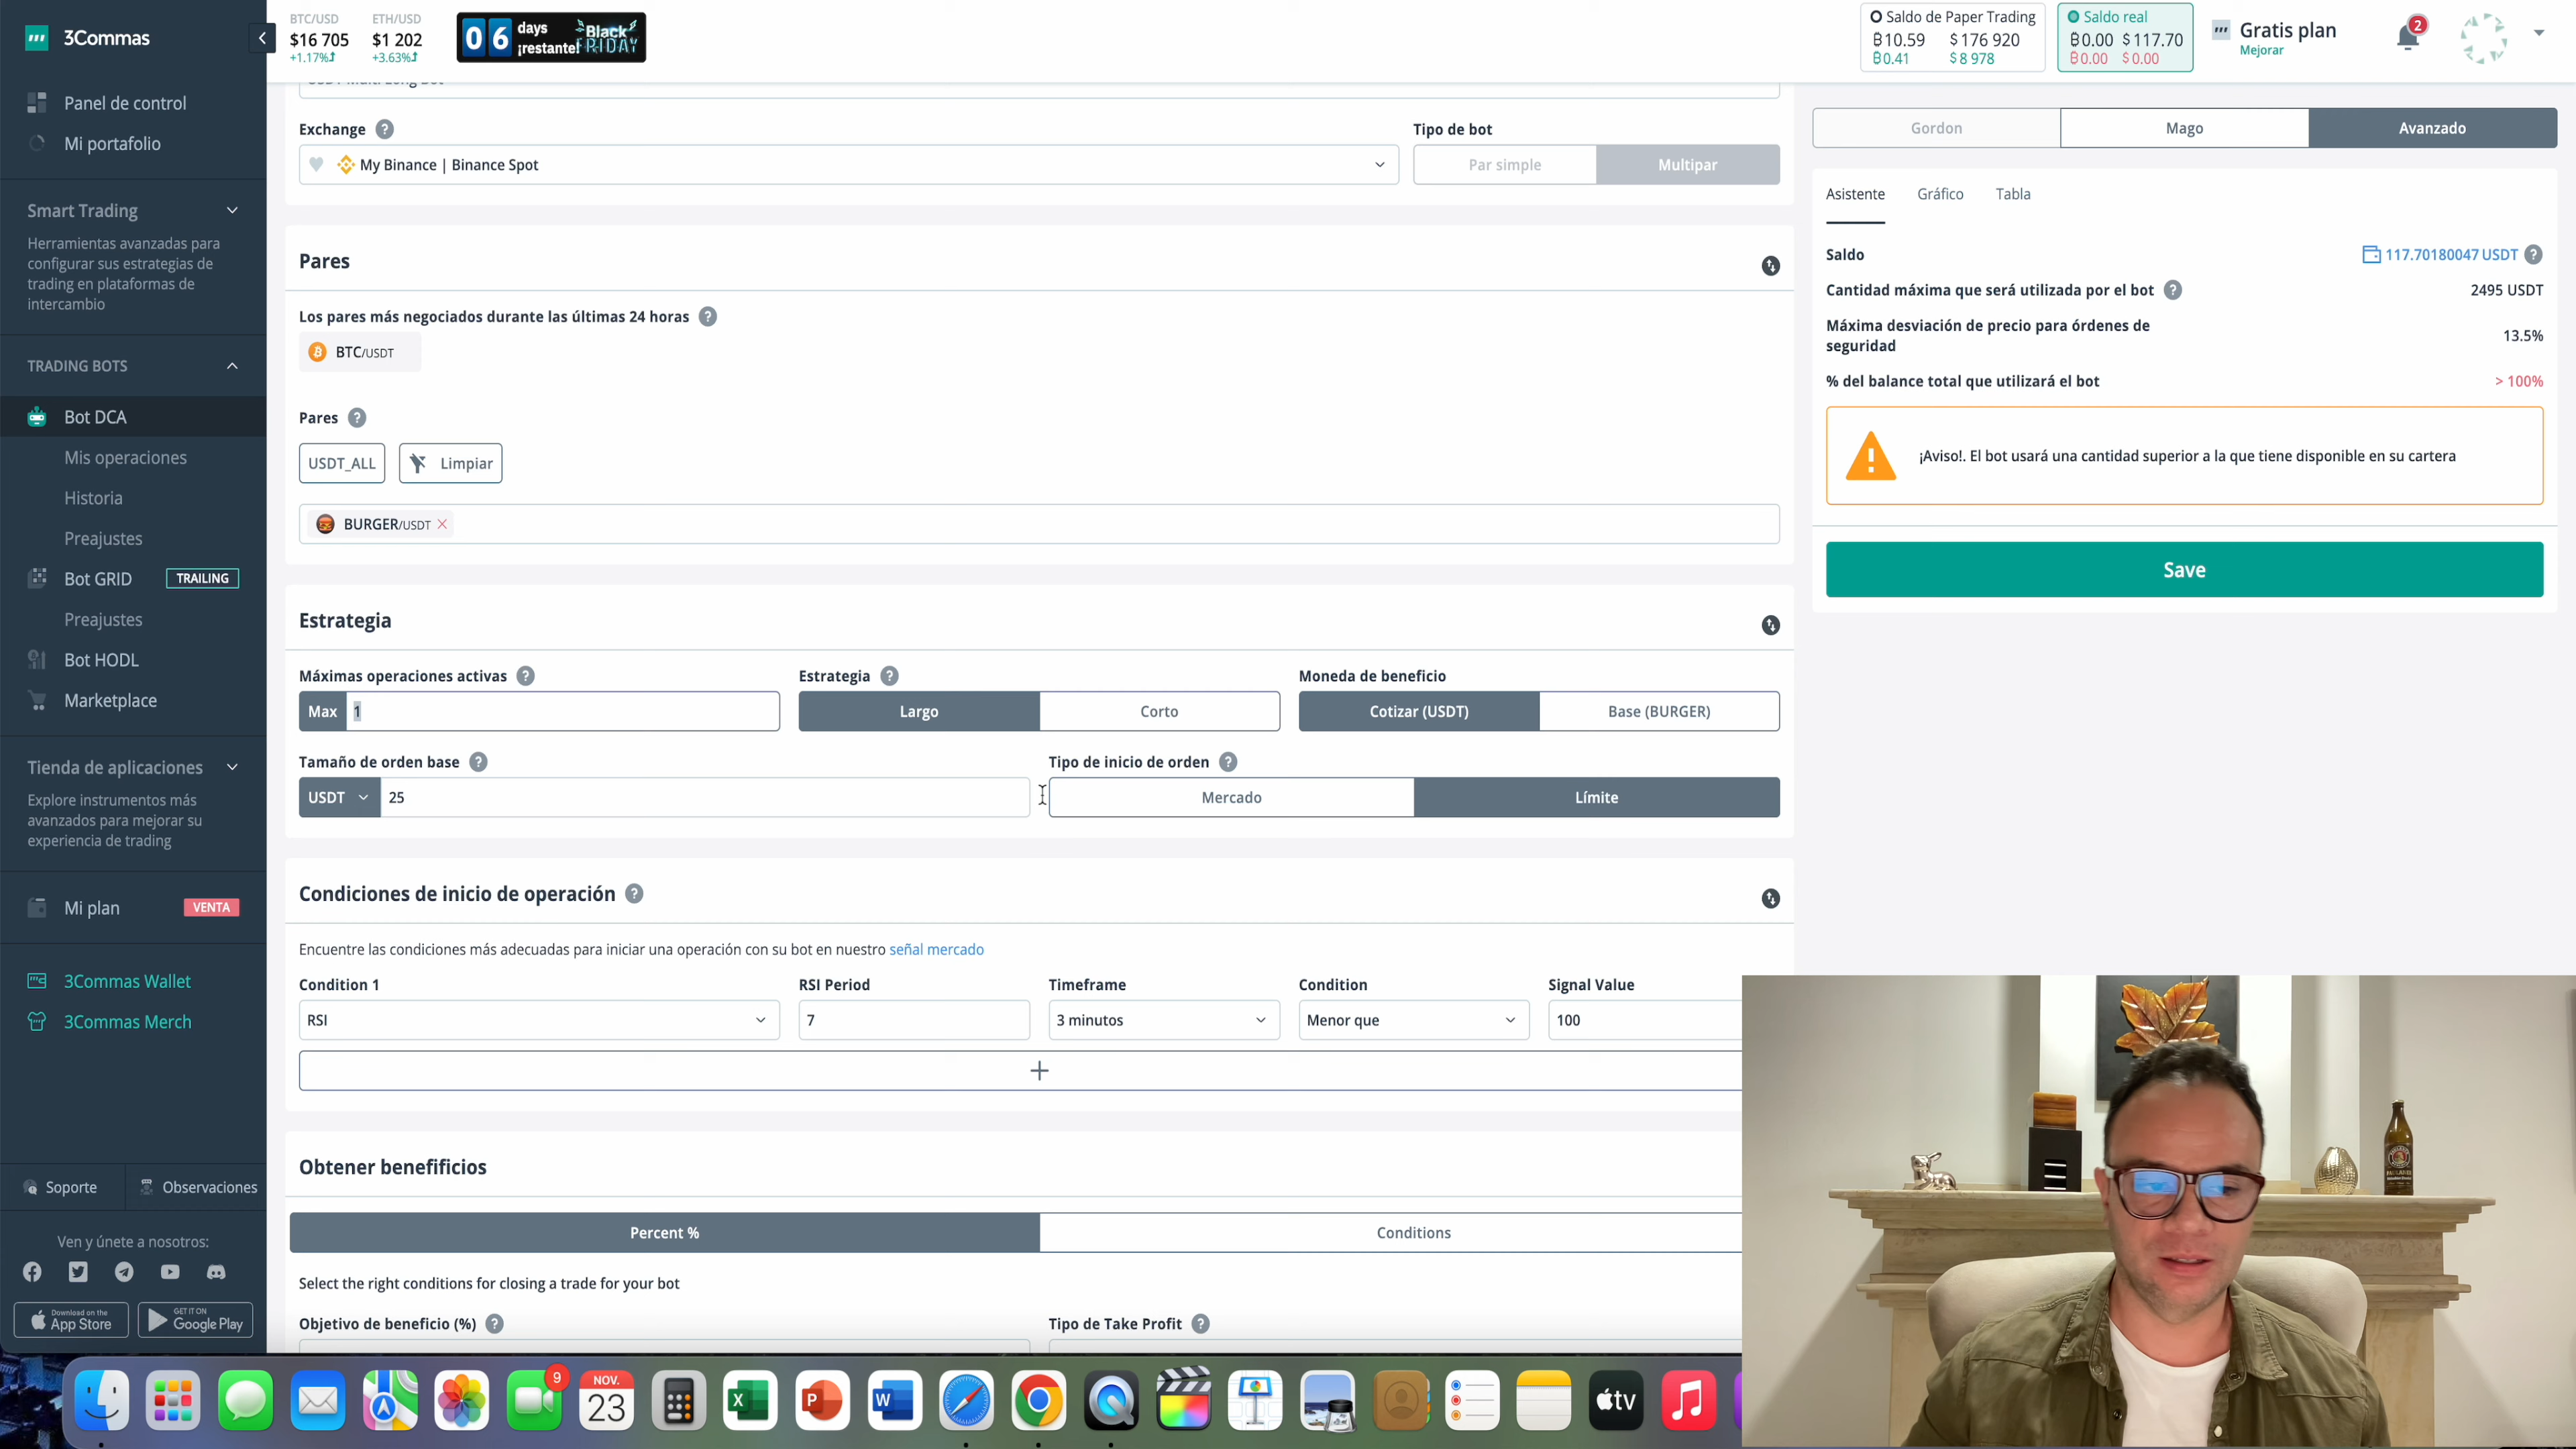 3Commas
BTC/USD
$16 705
+1.17%
ETH/USD
$1 202
+3.63%
06 days
¡restante!
Black
FRIDAY
Saldo de Paper Trading
₿10.59 $176 920
₿0.41 $8 978
Saldo real
₿0.00 $117.70
₿0.00 $0.00
Gratis plan
Mejorar
2
Panel de control
Mi portafolio
Smart Trading
Herramientas avanzadas para
configurar sus estrategias de
trading en plataformas de
intercambio
TRADING BOTS
Bot DCA
Mis operaciones
Historia
Preajustes
Bot GRID TRAILING
Preajustes
Bot HODL
Marketplace
Tienda de aplicaciones
Explore instrumentos más
avanzados para mejorar su
experiencia de trading
Mi plan VENTA
3Commas Wallet
3Commas Merch
Soporte Observaciones
Ven y únete a nosotros:
Download on the
App Store
GET IT ON
Google Play
Exchange
My Binance | Binance Spot
Tipo de bot
Par simple Multipar
Pares
Los pares más negociados durante las últimas 24 horas
BTC/USDT
Pares
USDT_ALL Limpiar
BURGER/USDT
Estrategia
Máximas operaciones activas
Max 1
Estrategia
Largo Corto
Moneda de beneficio
Cotizar (USDT) Base (BURGER)
Tamaño de orden base
USDT 25
Tipo de inicio de orden
Mercado Límite
Condiciones de inicio de operación
Encuentre las condiciones más adecuadas para iniciar una operación con su bot en nuestro señal mercado
Condition 1 RSI Period Timeframe Condition Signal Value
RSI 7 3 minutos Menor que 100
Obtener benefificios
Percent % Conditions
Select the right conditions for closing a trade for your bot
Objetivo de beneficio (%) Tipo de Take Profit
Gordon Mago Avanzado
Asistente Gráfico Tabla
Saldo 117.70180047 USDT
Cantidad máxima que será utilizada por el bot 2495 USDT
Máxima desviación de precio para órdenes de
seguridad 13.5%
% del balance total que utilizará el bot > 100%
¡Aviso!. El bot usará una cantidad superior a la que tiene disponible en su cartera
Save
9
NOV.
23
X
P
W
tv